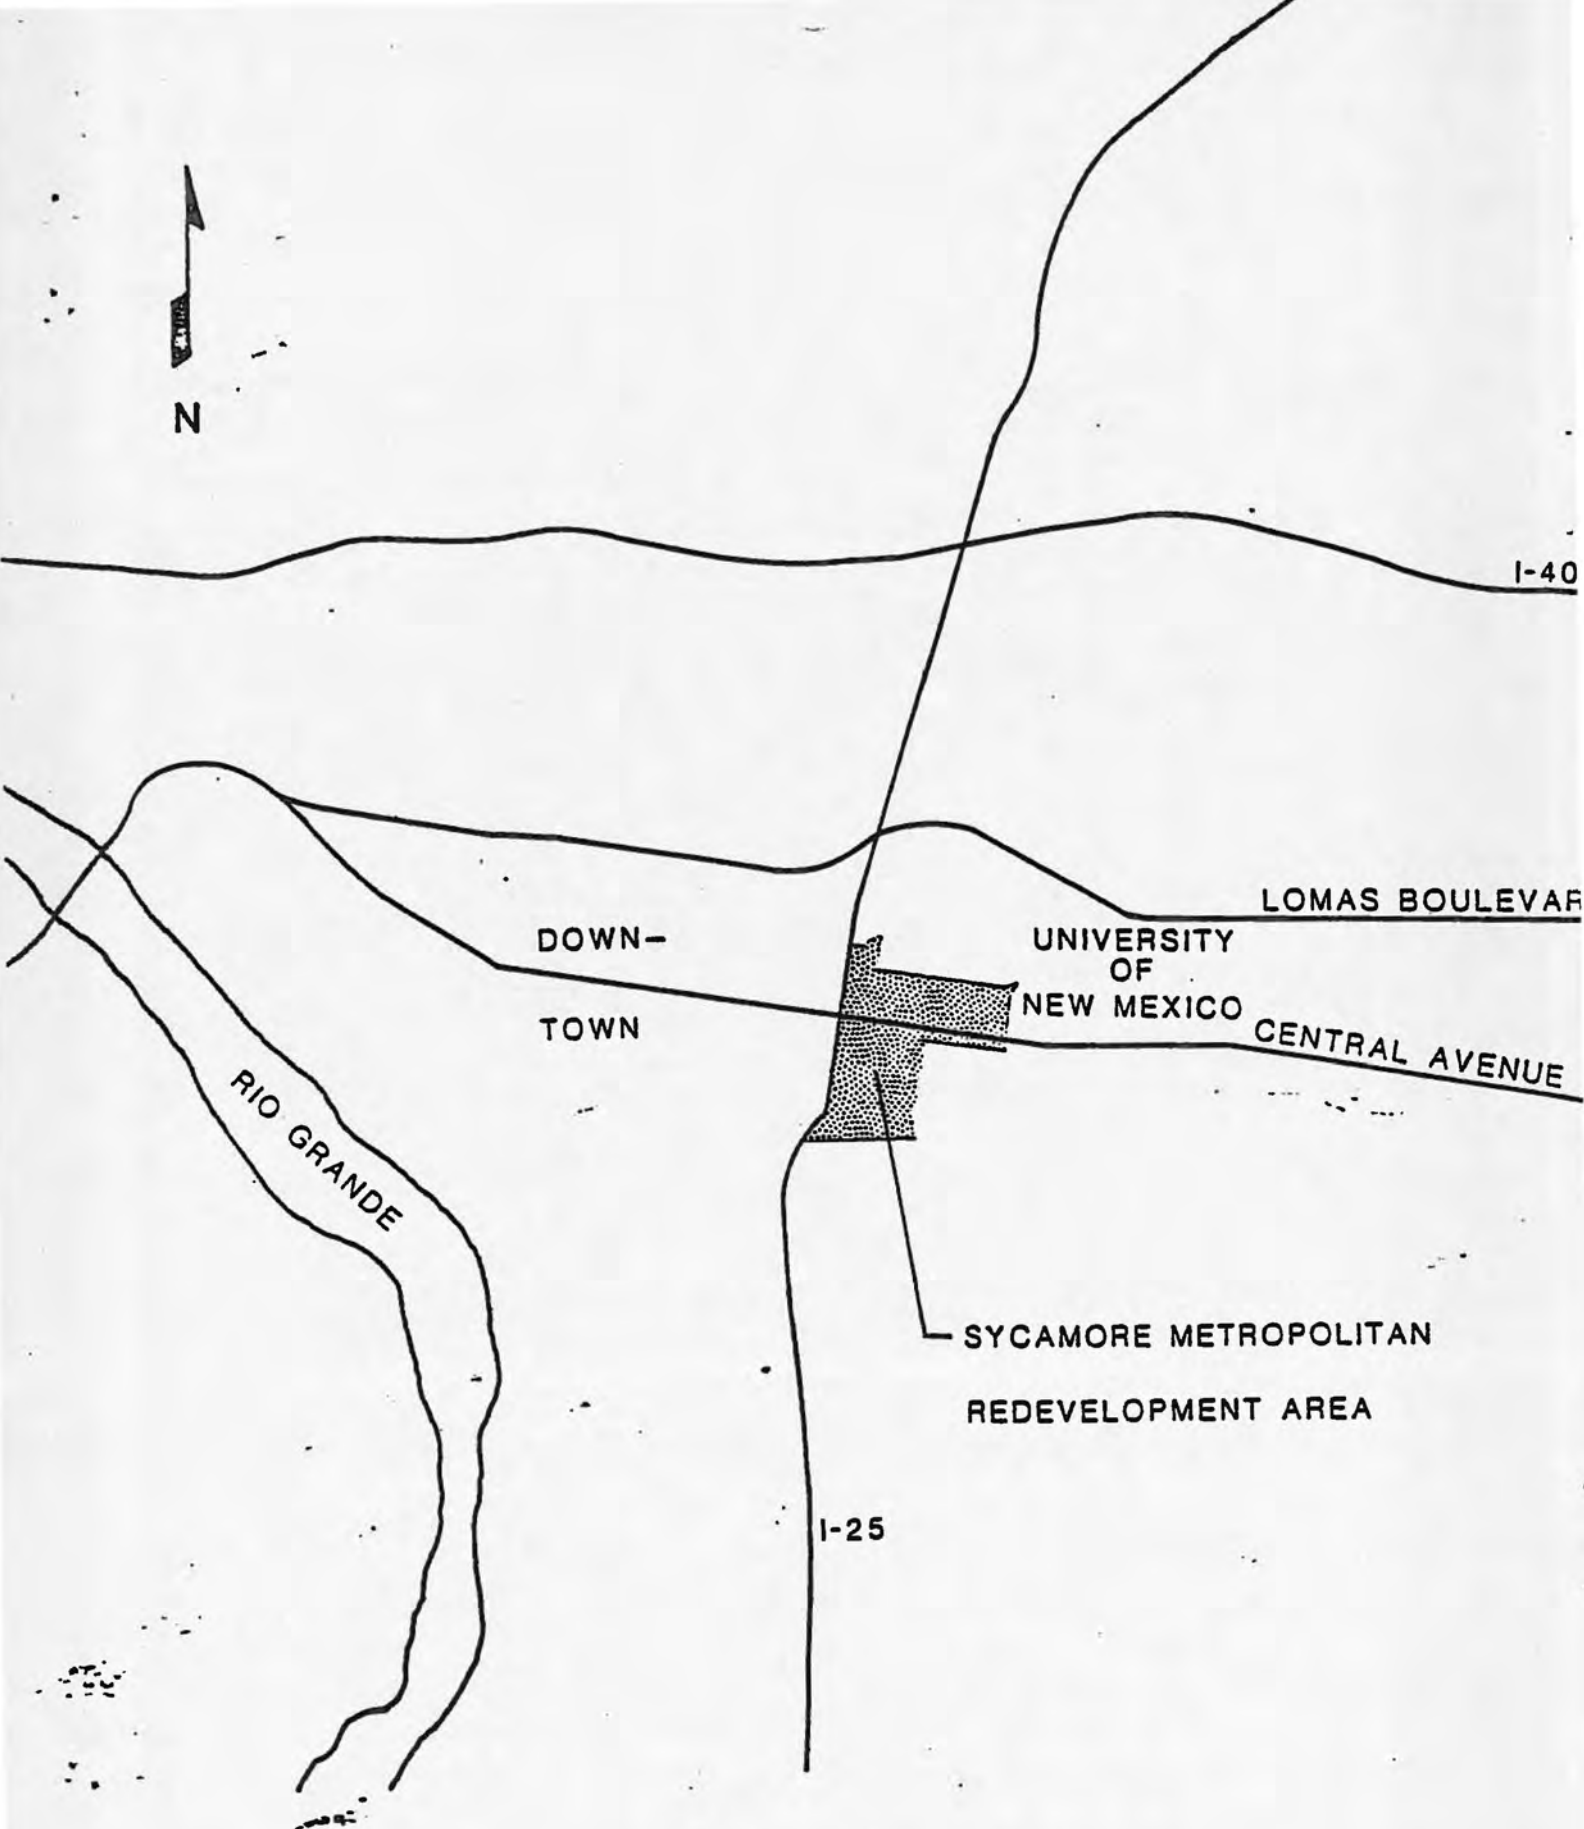 N
I-40
LOMAS BOULEVAR
DOWN-
TOWN
UNIVERSITY
OF
NEW MEXICO
CENTRAL AVENUE
RIO GRANDE
SYCAMORE METROPOLITAN
REDEVELOPMENT AREA
I-25